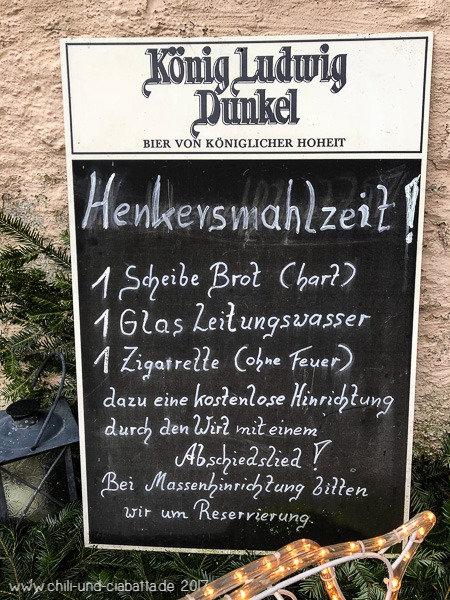 König Ludwig
Dunkel
BIER VON KÖNIGLICHER HOHEIT
Henkersmahlzeit!
1 Scheibe Brot (hart)
1 Glas Leitungswasser
1 Zigarrette (ohne Feuer)
dazu eine kostenlose Hinrichtung
durch den Wirt mit einem
Abschiedslied!
Bei Massenhinrichtung bitten
wir um Reservierung.
www.chili-und-ciabatta.de 2017